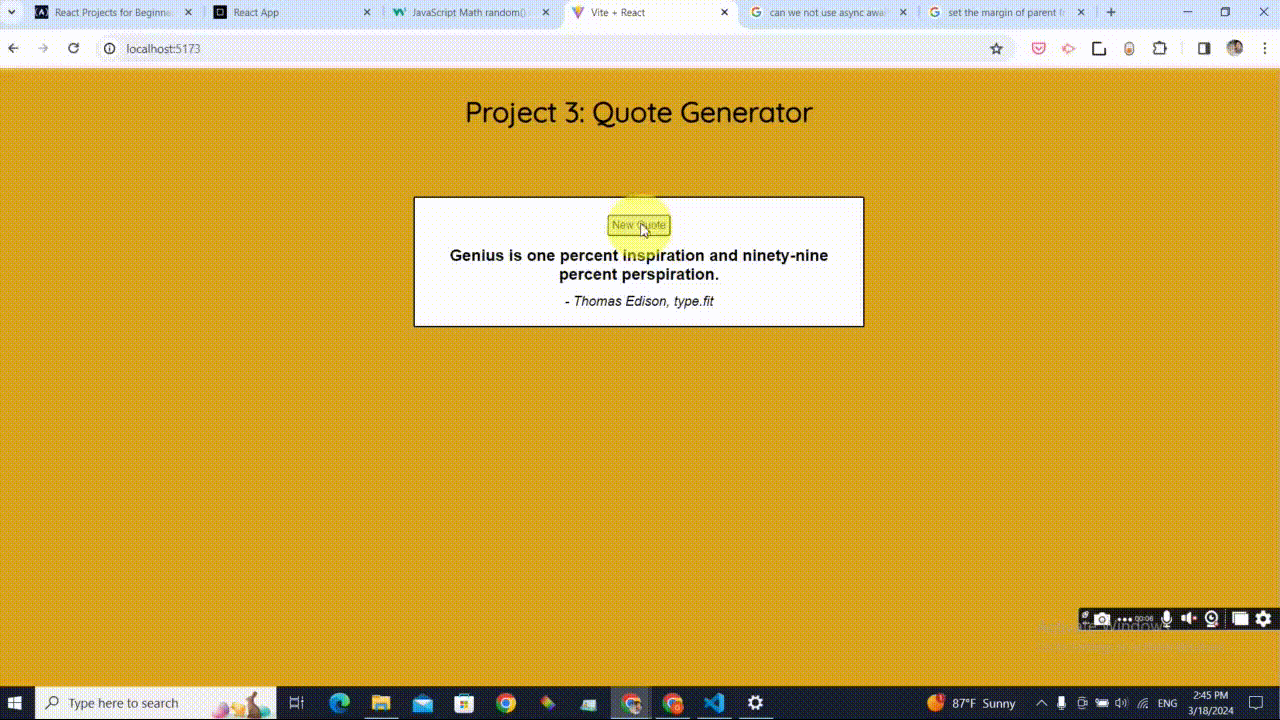 React Projects for Beginne
React App
JavaScript Math random()
Vite + React
can we not use async awai
set the margin of parent f
localhost:5173
Project 3: Quote Generator
New Quote
Genius is one percent inspiration and ninety-nine
percent perspiration.
- Thomas Edison, type.fit
00:06
Type here to search
87°F Sunny
ENG
2:45 PM
3/18/2024